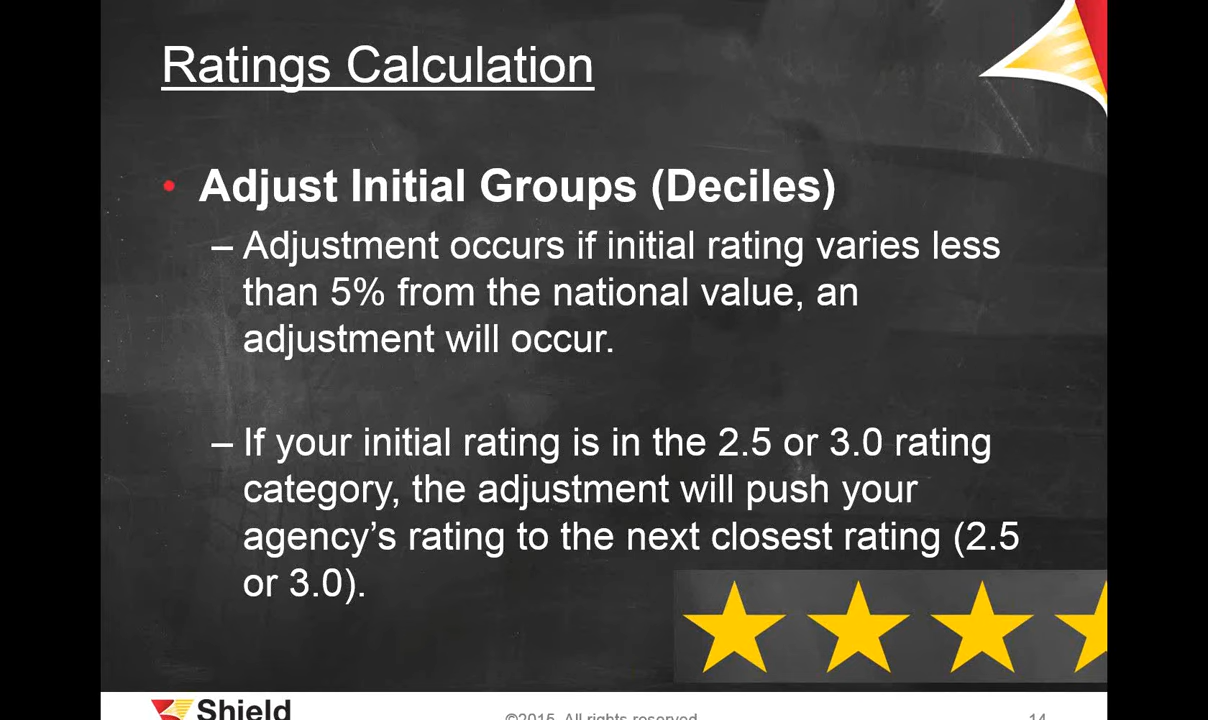 Ratings Calculation
• Adjust Initial Groups (Deciles)
– Adjustment occurs if initial rating varies less
than 5% from the national value, an
adjustment will occur.
– If your initial rating is in the 2.5 or 3.0 rating
category, the adjustment will push your
agency’s rating to the next closest rating (2.5
or 3.0).
Shield
©2015. All rights reserved
14